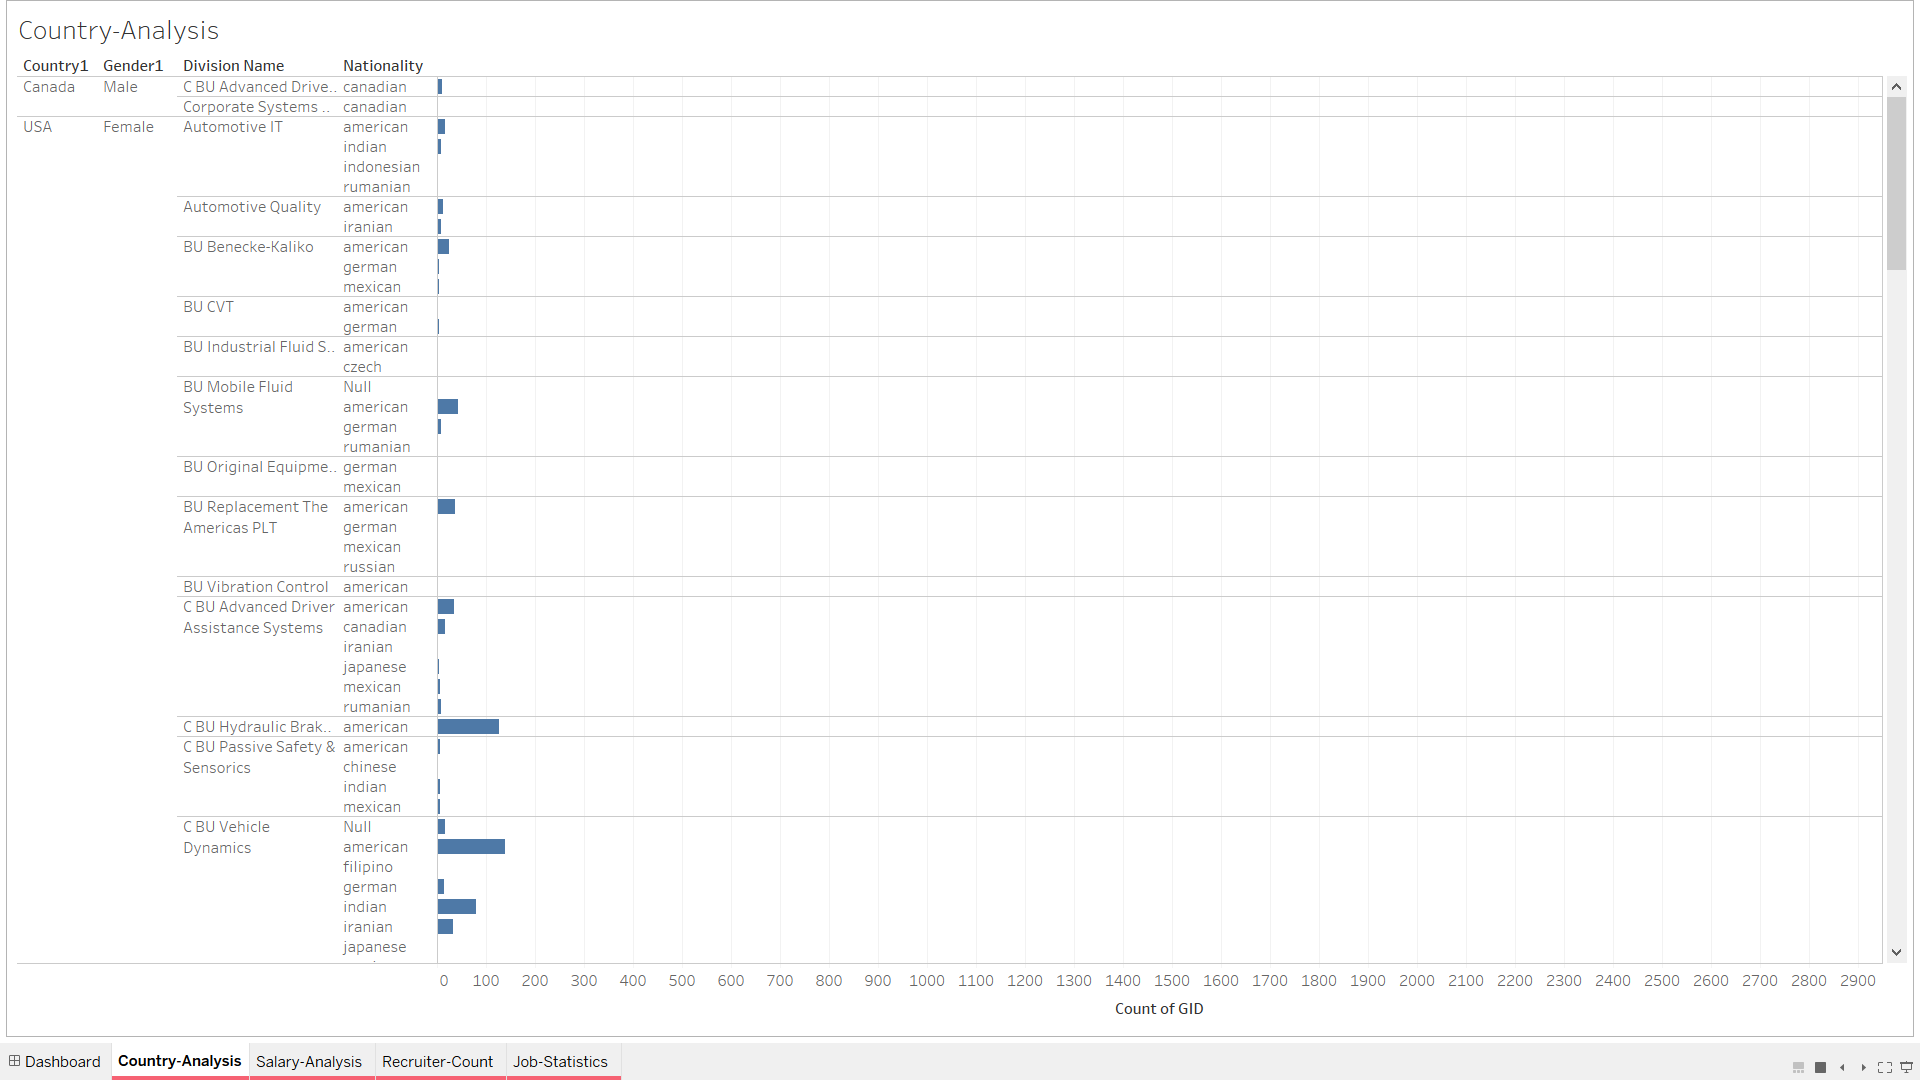 Country-Analysis
Country1 Gender1 Division Name Nationality
Canada Male C BU Advanced Drive.. canadian
Corporate Systems .. canadian
USA Female Automotive IT american
indian
indonesian
rumanian
Automotive Quality american
iranian
BU Benecke-Kaliko american
german
mexican
BU CVT american
german
BU Industrial Fluid S.. american
czech
BU Mobile Fluid Null
Systems american
german
rumanian
BU Original Equipme.. german
mexican
BU Replacement The american
Americas PLT german
mexican
russian
BU Vibration Control american
C BU Advanced Driver american
Assistance Systems canadian
iranian
japanese
mexican
rumanian
C BU Hydraulic Brak.. american
C BU Passive Safety & american
Sensorics chinese
indian
mexican
C BU Vehicle Null
Dynamics american
filipino
german
indian
iranian
japanese
0 100 200 300 400 500 600 700 800 900 1000 1100 1200 1300 1400 1500 1600 1700 1800 1900 2000 2100 2200 2300 2400 2500 2600 2700 2800 2900
Count of GID
Dashboard Country-Analysis Salary-Analysis Recruiter-Count Job-Statistics